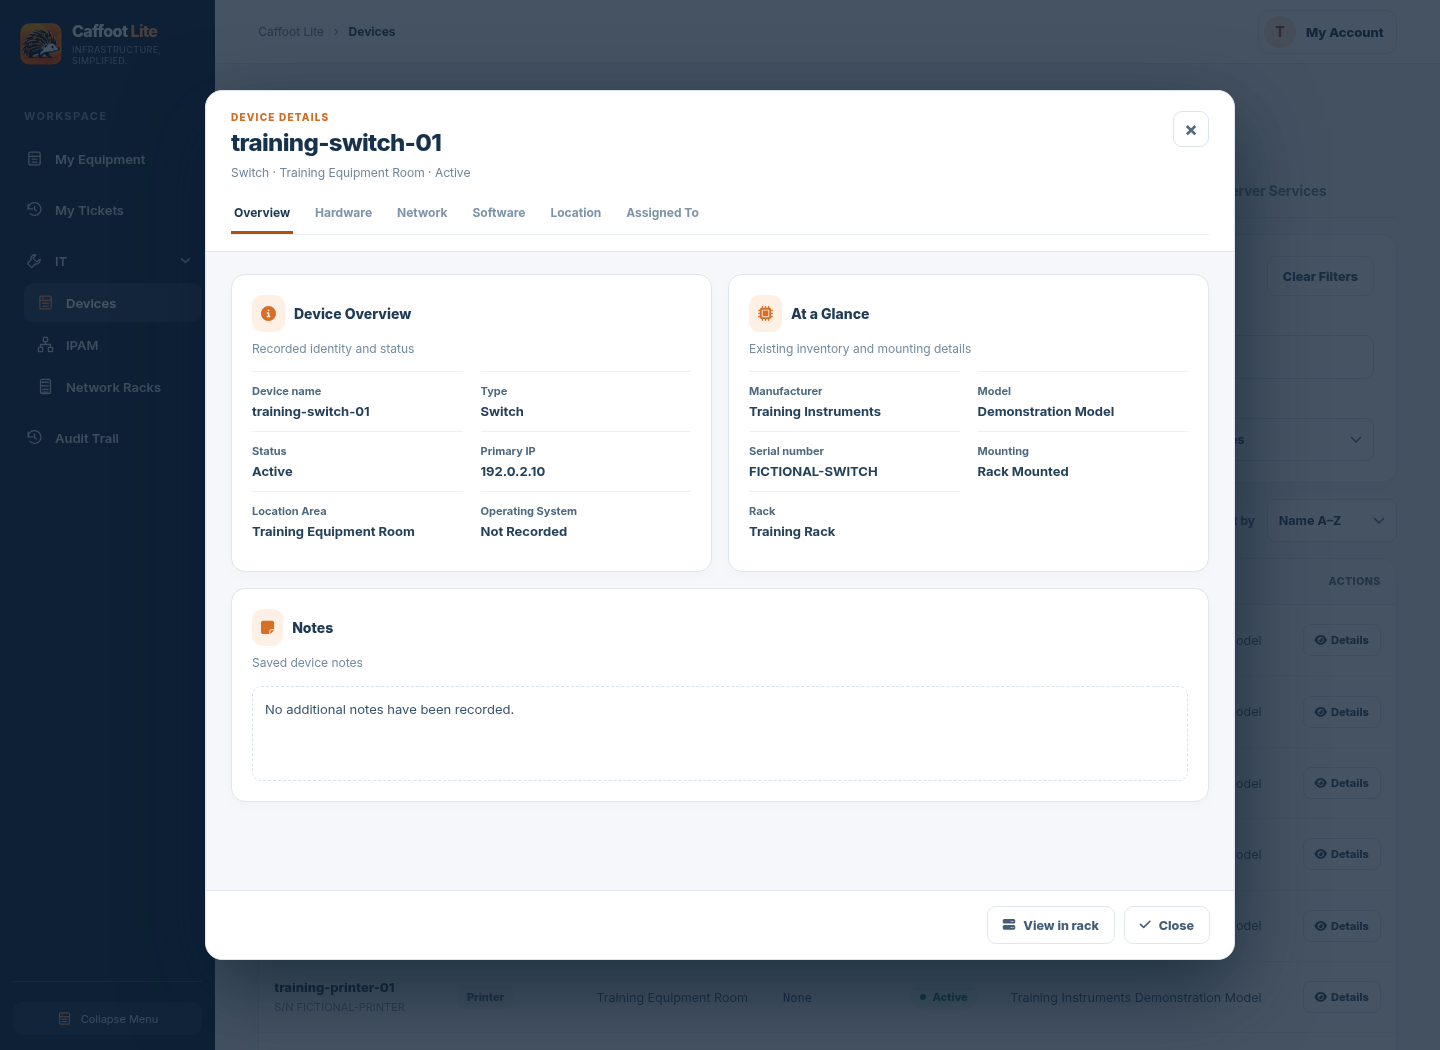 Caffoot Lite
INFRASTRUCTURE,
SIMPLIFIED.
Caffoot Lite › Devices
T My Account
WORKSPACE
My Equipment
My Tickets
IT
Devices
IPAM
Network Racks
Audit Trail
Collapse Menu
DEVICE DETAILS
training-switch-01
Switch · Training Equipment Room · Active
Overview Hardware Network Software Location Assigned To
Device Overview
Recorded identity and status
Device name Type
training-switch-01 Switch
Status Primary IP
Active 192.0.2.10
Location Area Operating System
Training Equipment Room Not Recorded
At a Glance
Existing inventory and mounting details
Manufacturer Model
Training Instruments Demonstration Model
Serial number Mounting
FICTIONAL-SWITCH Rack Mounted
Rack
Training Rack
Notes
Saved device notes
No additional notes have been recorded.
View in rack Close
Services
Clear Filters
by Name A–Z
ACTIONS
Details
Details
Details
Details
Details
training-printer-01
S/N FICTIONAL-PRINTER
Printer Training Equipment Room None Active Training Instruments Demonstration Model Details